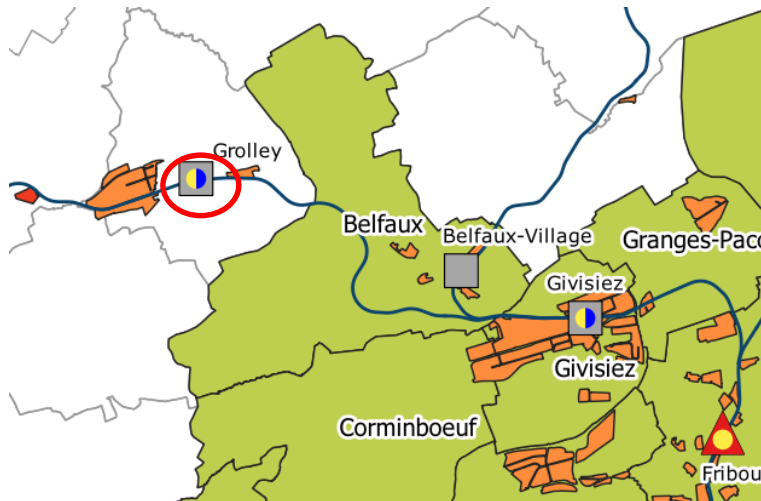 Grolley
Belfaux
Belfaux-Village
Granges-Pacc
Givisiez
Givisiez
Corminboeuf
Fribou